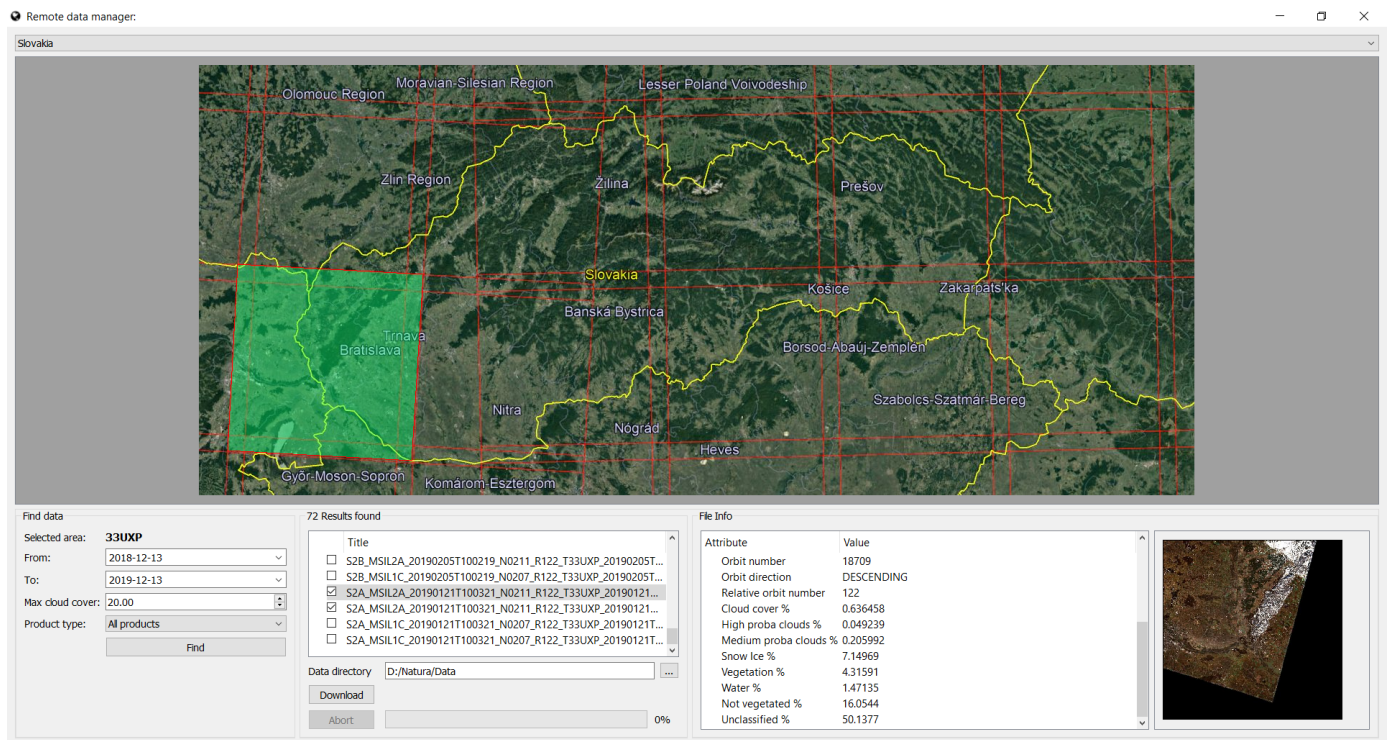 Remote data manager:
Slovakia
Moravian-Silesian Region
Lesser Poland Voivodeship
Olomouc Region
Zlín Region
Žilina
Prešov
Slovakia
Košice
Zakarpats'ka
Banská Bystrica
Trnava
Bratislava
Borsod-Abaúj-Zemplén
Nitra
Szabolcs-Szatmár-Bereg
Nógrád
Heves
Győr-Moson-Sopron
Komárom-Esztergom
Find data
Selected area: 33UXP
From: 2018-12-13
To: 2019-12-13
Max cloud cover: 20.00
Product type: All products
Find
72 Results found
Title
S2B_MSIL2A_20190205T100219_N0211_R122_T33UXP_20190205T...
S2B_MSIL1C_20190205T100219_N0207_R122_T33UXP_20190205T...
S2A_MSIL2A_20190121T100321_N0211_R122_T33UXP_20190121...
S2A_MSIL2A_20190121T100321_N0211_R122_T33UXP_20190121...
S2A_MSIL1C_20190121T100321_N0207_R122_T33UXP_20190121T...
S2A_MSIL1C_20190121T100321_N0207_R122_T33UXP_20190121T...
Data directory D:/Natura/Data ...
Download
Abort 0%
File Info
Attribute Value
Orbit number 18709
Orbit direction DESCENDING
Relative orbit number 122
Cloud cover % 0.636458
High proba clouds % 0.049239
Medium proba clouds % 0.205992
Snow Ice % 7.14969
Vegetation % 4.31591
Water % 1.47135
Not vegetated % 16.0544
Unclassified % 50.1377